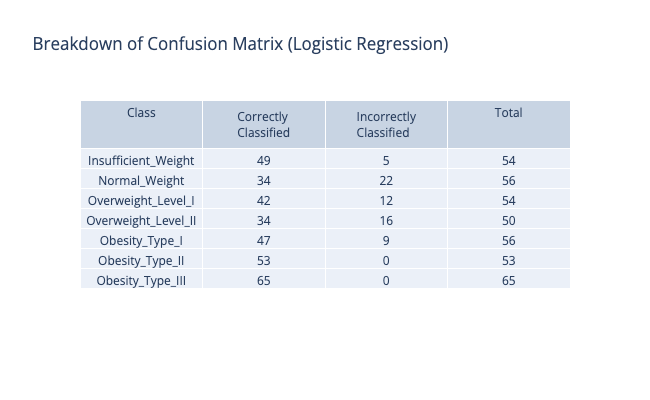 Breakdown of Confusion Matrix (Logistic Regression)
Class Correctly Classified Incorrectly Classified Total
Insufficient_Weight 49 5 54
Normal_Weight 34 22 56
Overweight_Level_I 42 12 54
Overweight_Level_II 34 16 50
Obesity_Type_I 47 9 56
Obesity_Type_II 53 0 53
Obesity_Type_III 65 0 65